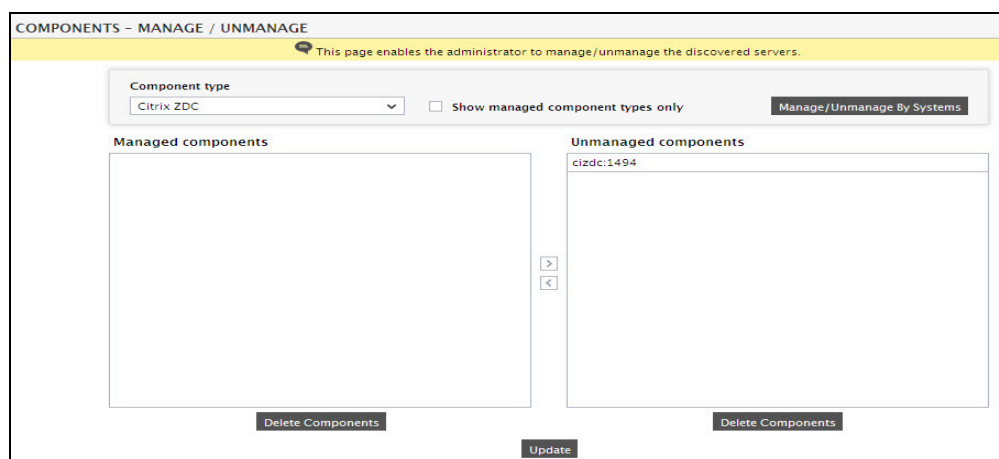 COMPONENTS - MANAGE / UNMANAGE
This page enables the administrator to manage/unmanage the discovered servers.
Component type
Citrix ZDC
Show managed component types only
Manage/Unmanage By Systems
Managed components
Unmanaged components
cizdc:1494
>
<
Delete Components
Delete Components
Update